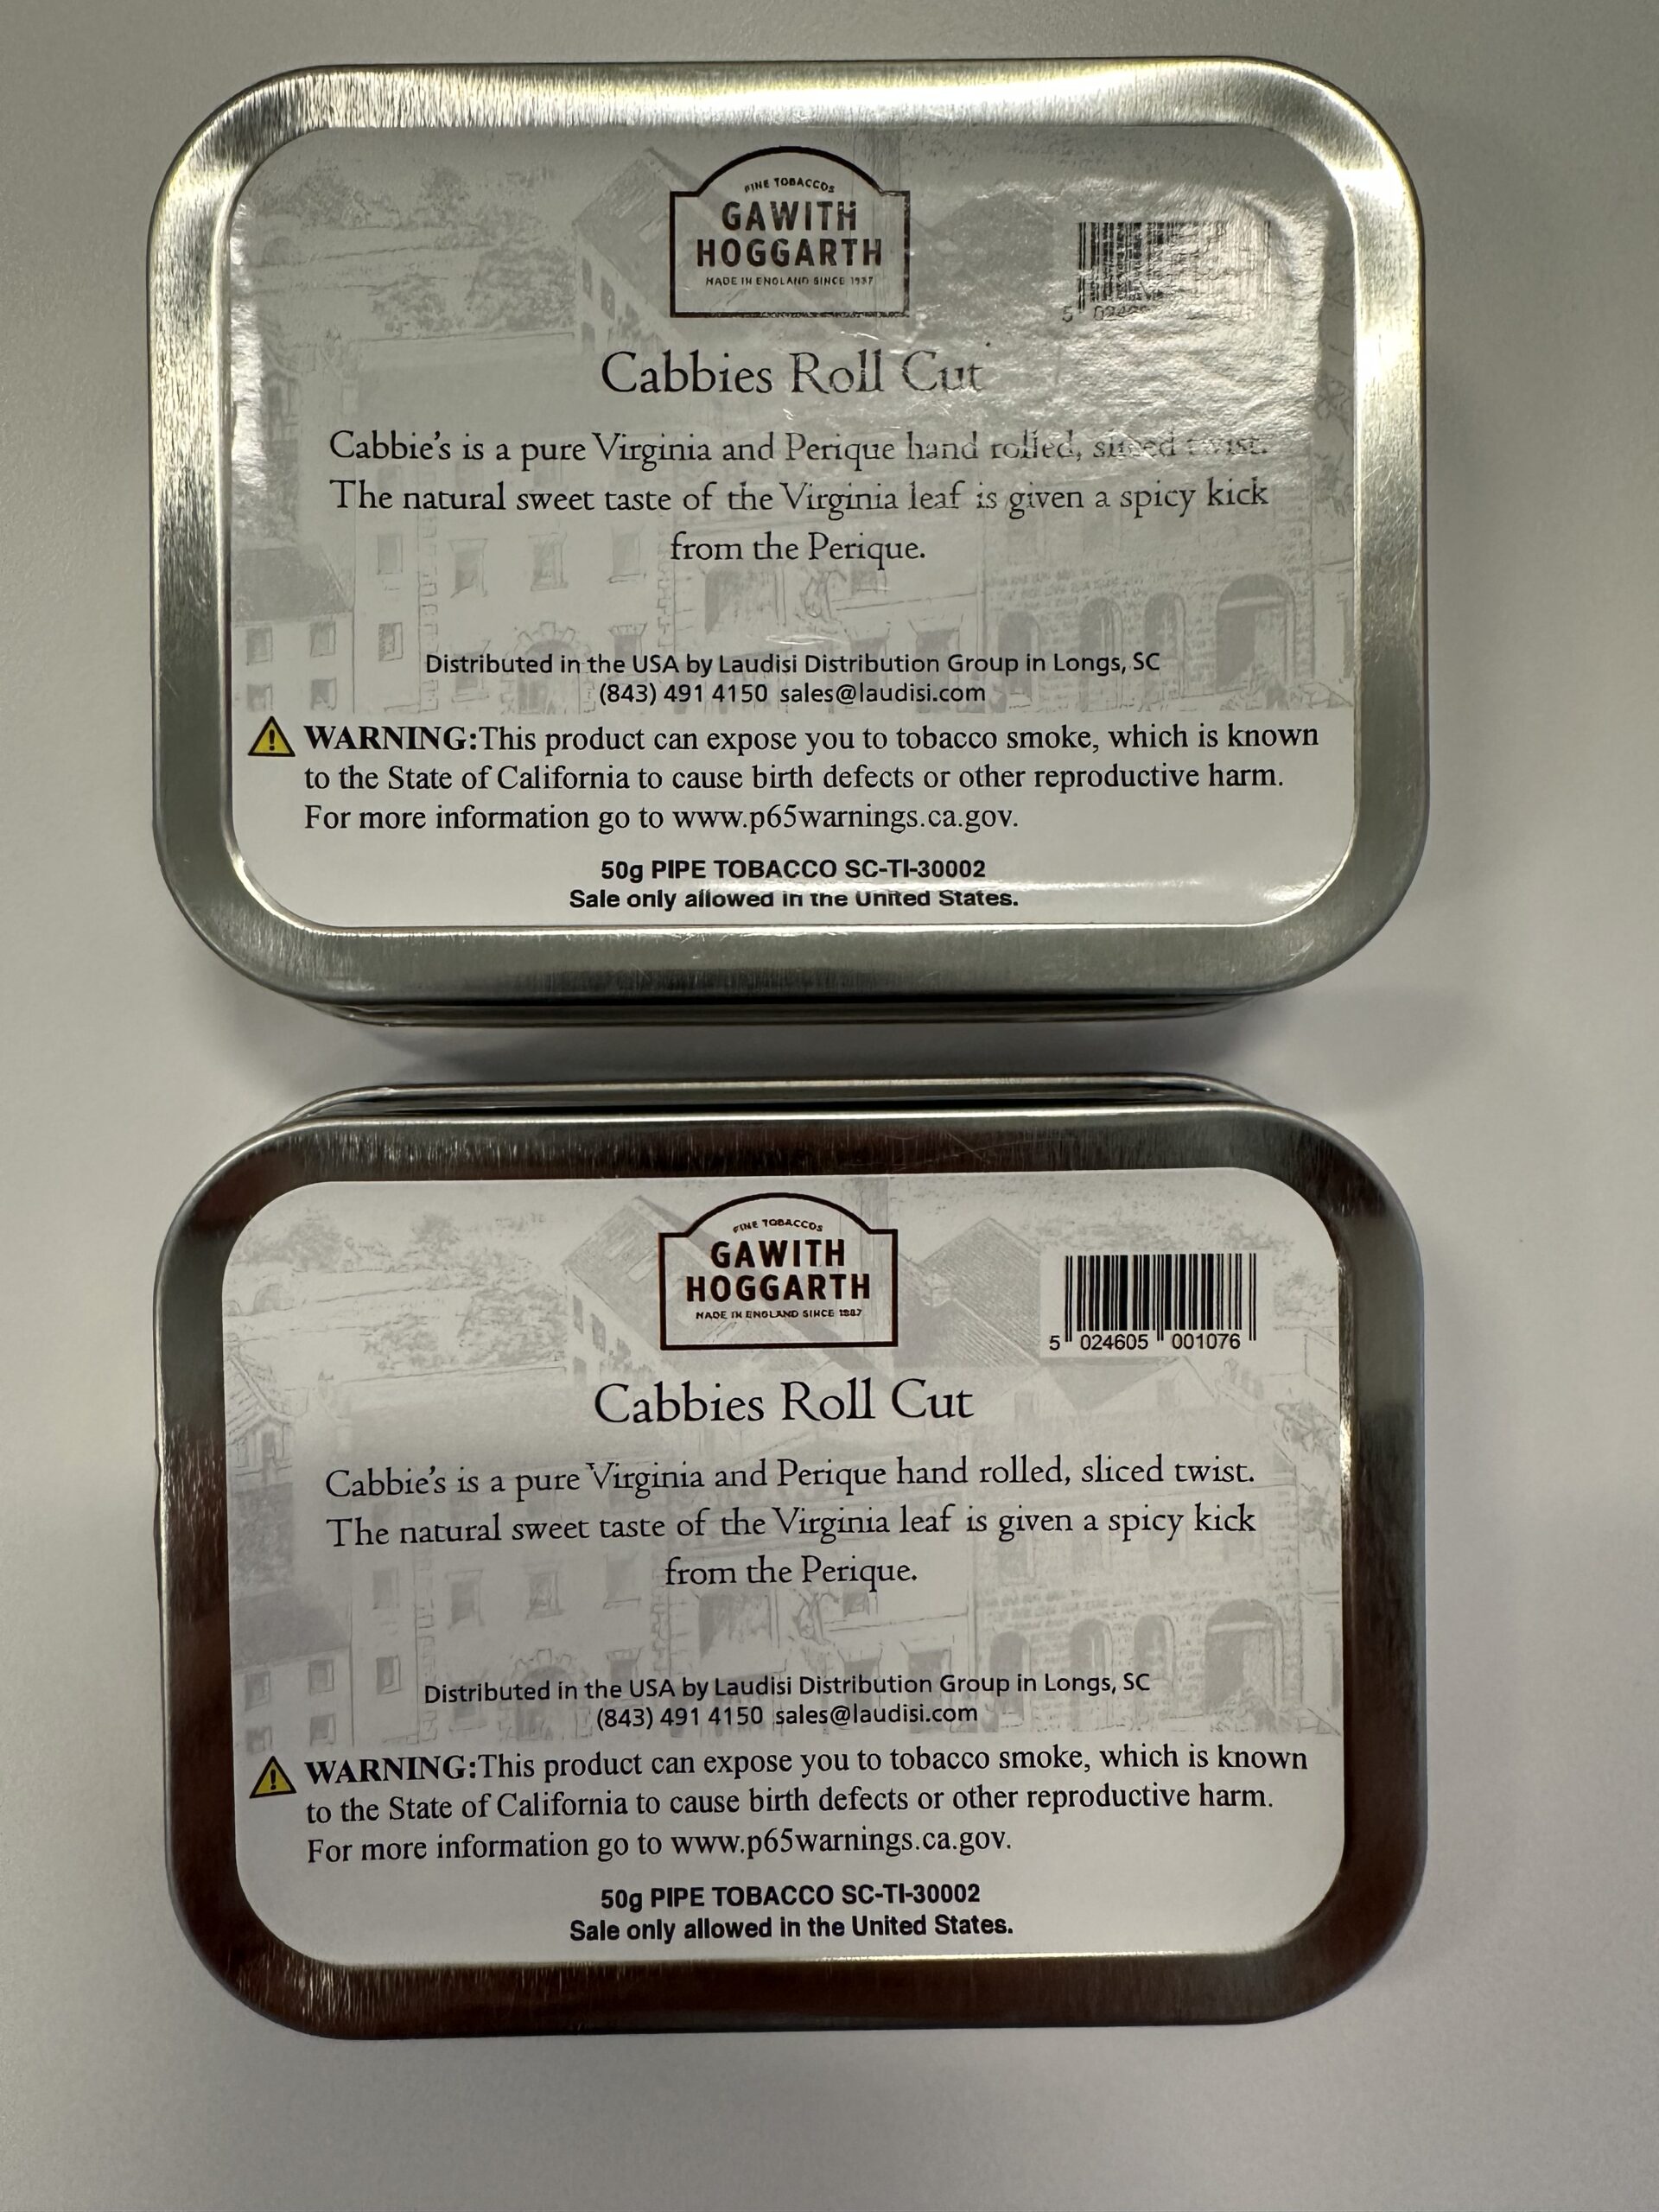 FINE TOBACCOS
GAWITH
HOGGARTH
MADE IN ENGLAND SINCE
5
Cabbies Roll Cut
Cabbie's is a pure Virginia and Perique hand rolled, sliced twist.
The natural sweet taste of the Virginia leaf is given a spicy kick
from the Perique.
Distributed in the USA by Laudisi Distribution Group in Longs, SC
(843) 491 4150 sales@laudisi.com
WARNING:This product can expose you to tobacco smoke, which is known
to the State of California to cause birth defects or other reproductive harm.
For more information go to www.p65warnings.ca.gov.
50g PIPE TOBACCO SC-TI-30002
Sale only allowed in the United States.
FINE TOBACCOS
GAWITH
HOGGARTH
MADE IN ENGLAND SINCE 1887
5 024605 001076
Cabbies Roll Cut
Cabbie's is a pure Virginia and Perique hand rolled, sliced twist.
The natural sweet taste of the Virginia leaf is given a spicy kick
from the Perique.
Distributed in the USA by Laudisi Distribution Group in Longs, SC
(843) 491 4150 sales@laudisi.com
WARNING:This product can expose you to tobacco smoke, which is known
to the State of California to cause birth defects or other reproductive harm.
For more information go to www.p65warnings.ca.gov.
50g PIPE TOBACCO SC-TI-30002
Sale only allowed in the United States.